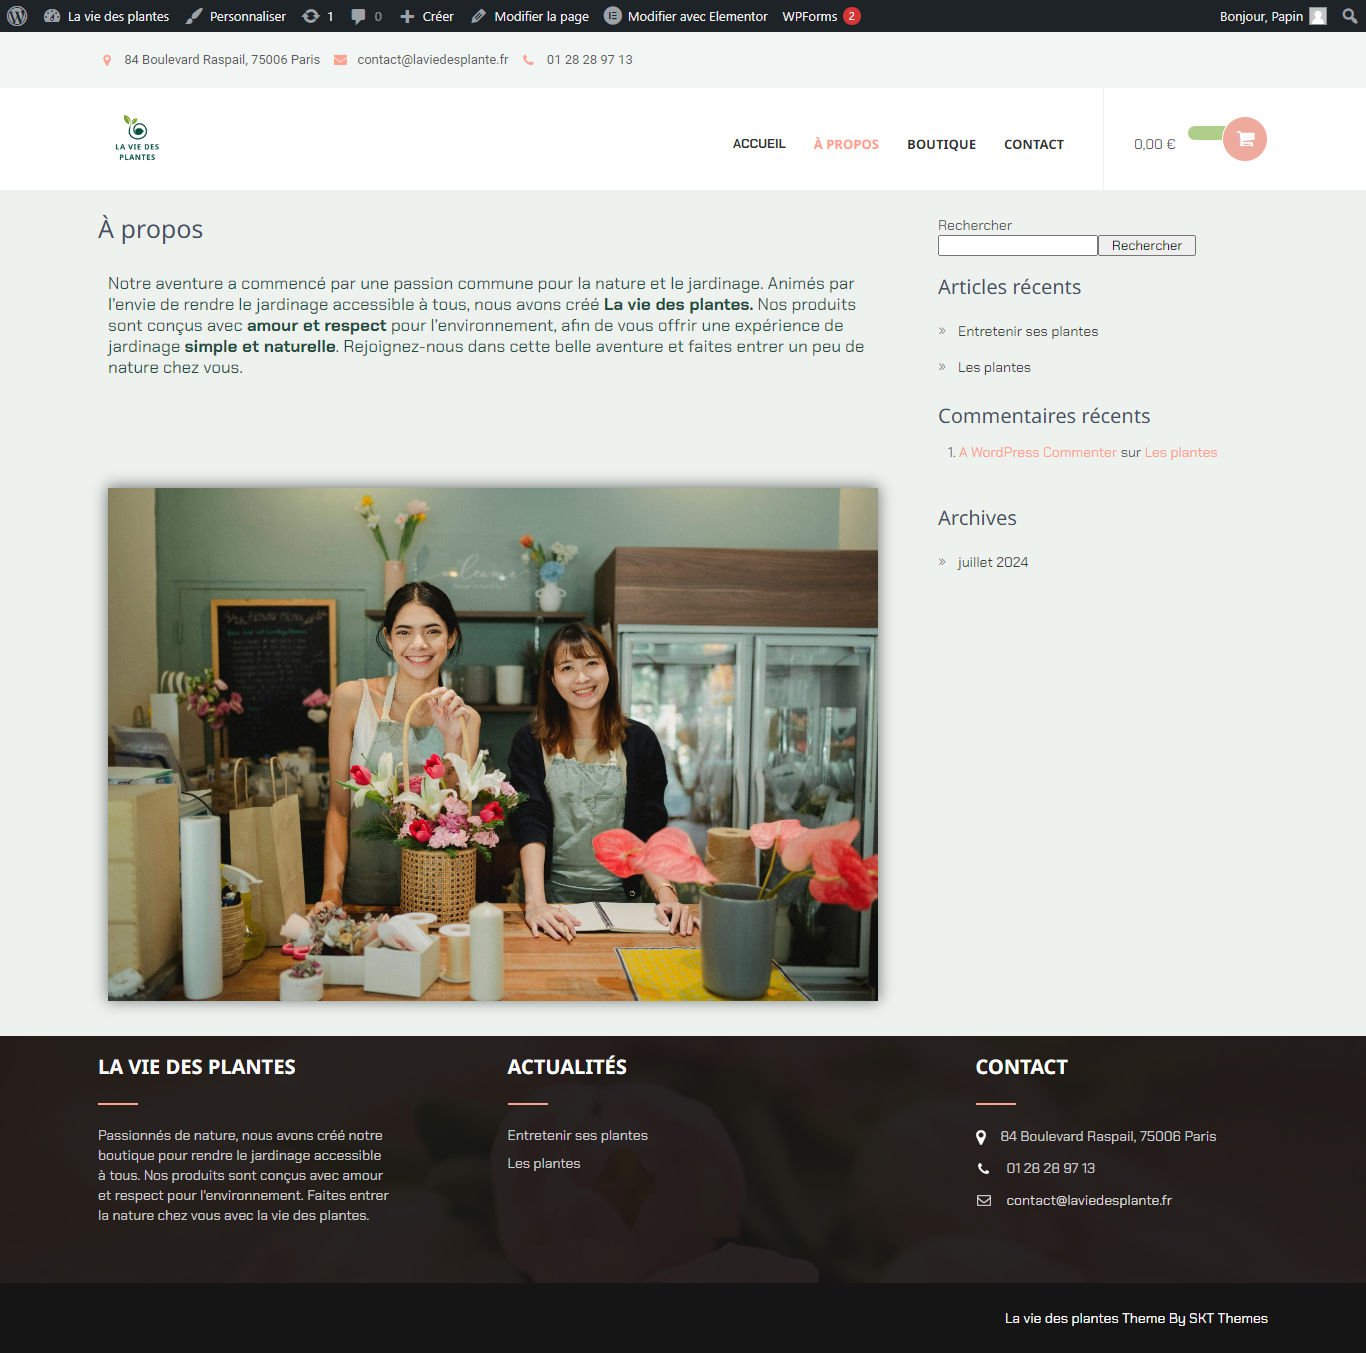 La vie des plantes Personnaliser 1 0 Créer Modifier la page Modifier avec Elementor WPForms 2 Bonjour, Papin
84 Boulevard Raspail, 75006 Paris contact@laviedesplante.fr 01 28 28 97 13
LA VIE DES
PLANTES
ACCUEIL À PROPOS BOUTIQUE CONTACT 0,00 €
À propos
Notre aventure a commencé par une passion commune pour la nature et le jardinage. Animés par
l'envie de rendre le jardinage accessible à tous, nous avons créé La vie des plantes. Nos produits
sont conçus avec amour et respect pour l'environnement, afin de vous offrir une expérience de
jardinage simple et naturelle. Rejoignez-nous dans cette belle aventure et faites entrer un peu de
nature chez vous.
Rechercher
Rechercher
Articles récents
» Entretenir ses plantes
» Les plantes
Commentaires récents
1. A WordPress Commenter sur Les plantes
Archives
» juillet 2024
welcome
LA VIE DES PLANTES
Passionnés de nature, nous avons créé notre
boutique pour rendre le jardinage accessible
à tous. Nos produits sont conçus avec amour
et respect pour l'environnement. Faites entrer
la nature chez vous avec la vie des plantes.
ACTUALITÉS
Entretenir ses plantes
Les plantes
CONTACT
84 Boulevard Raspail, 75006 Paris
01 28 28 97 13
contact@laviedesplante.fr
La vie des plantes Theme By SKT Themes